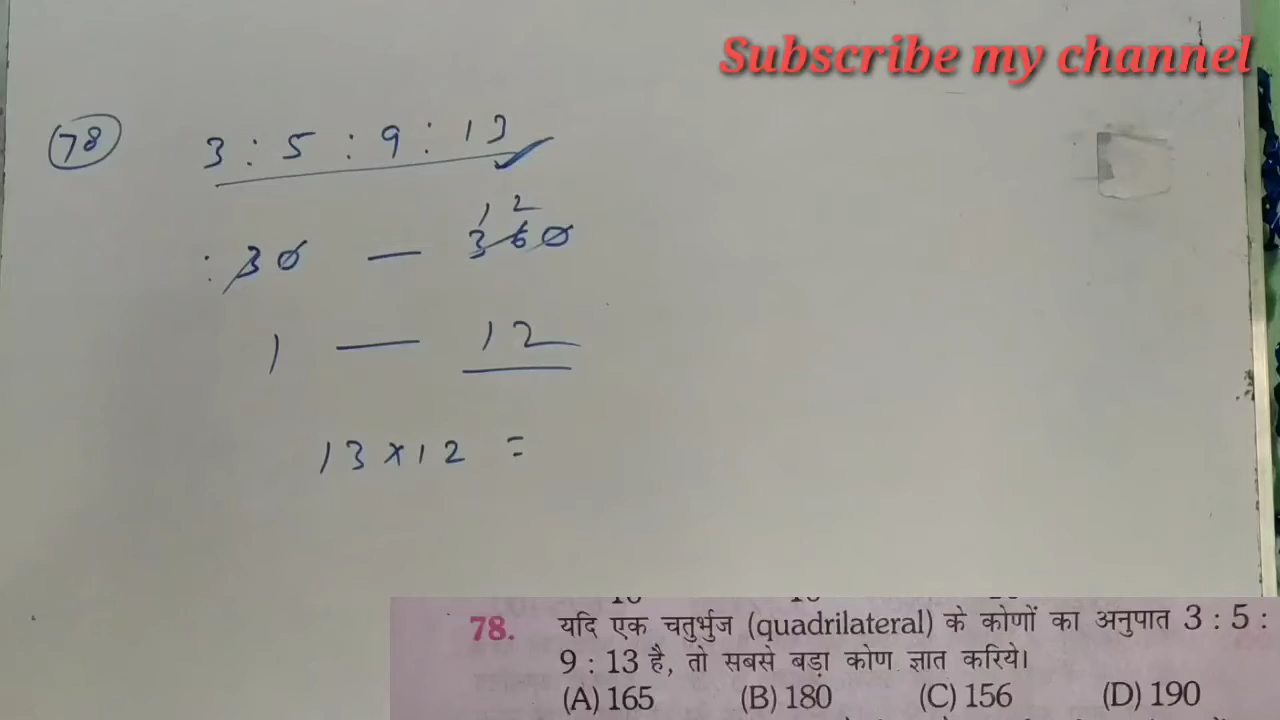 Subscribe my channel
78 3 : 5 : 9 : 13
: 30 — 360
12
1 — 12
13 x 12 =
78. यदि एक चतुर्भुज (quadrilateral) के कोणों का अनुपात 3 : 5 :
9 : 13 है, तो सबसे बड़ा कोण ज्ञात करिये।
(A) 165 (B) 180 (C) 156 (D) 190